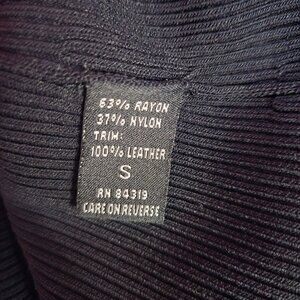 63% RAYON
37% NYLON
TRIM:
100% LEATHER
S
RN 84319
CARE ON REVERSE